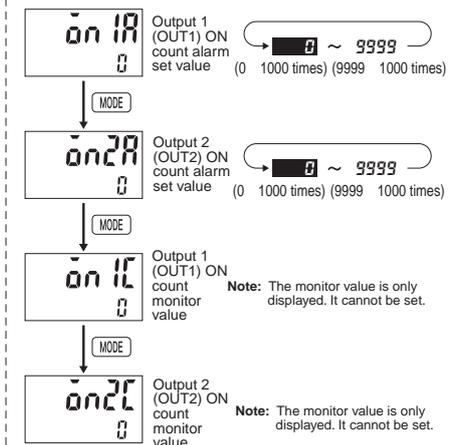 on 1A
0
Output 1
(OUT1) ON
count alarm
set value
0 ~ 9999
(0 1000 times) (9999 1000 times)
MODE
on2A
0
Output 2
(OUT2) ON
count alarm
set value
0 ~ 9999
(0 1000 times) (9999 1000 times)
MODE
on 1C
0
Output 1
(OUT1) ON
count
monitor
value
Note: The monitor value is only
displayed. It cannot be set.
MODE
on2C
0
Output 2
(OUT2) ON
count
monitor
value
Note: The monitor value is only
displayed. It cannot be set.